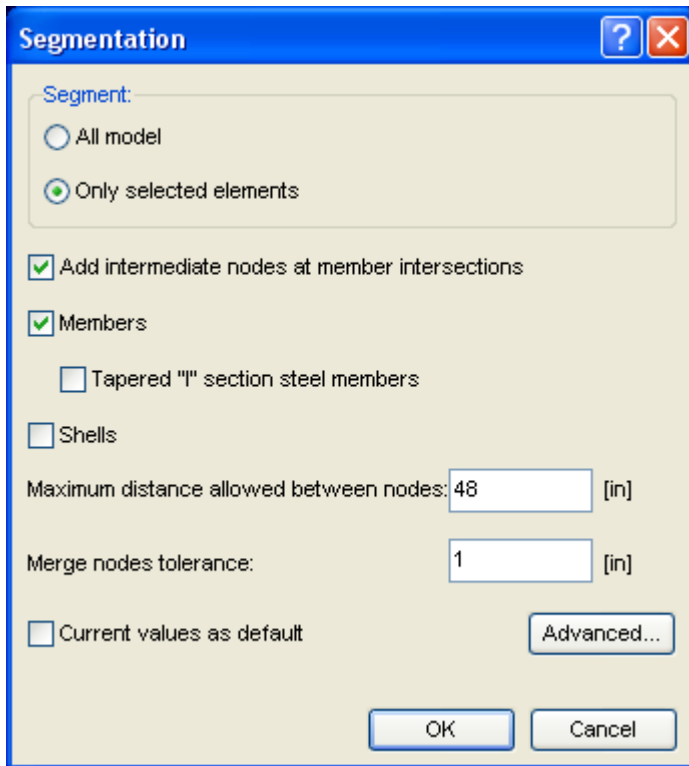 Segmentation
Segment:
All model
Only selected elements
Add intermediate nodes at member intersections
Members
Tapered "I" section steel members
Shells
Maximum distance allowed between nodes: 48 [in]
Merge nodes tolerance: 1 [in]
Current values as default Advanced...
OK Cancel